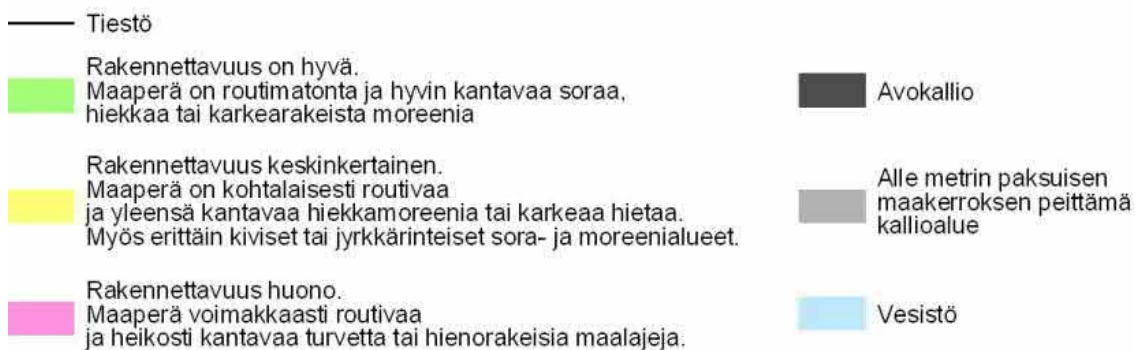 Tiestö
Rakennettavuus on hyvä.
Maaperä on routimatonta ja hyvin kantavaa soraa,
hiekkaa tai karkearakeista moreenia
Rakennettavuus keskinkertainen.
Maaperä on kohtalaisesti routivaa
ja yleensä kantavaa hiekkamoreenia tai karkeaa hietaa.
Myös erittäin kiviset tai jyrkkärinteiset sora- ja moreenialueet.
Rakennettavuus huono.
Maaperä voimakkaasti routivaa
ja heikosti kantavaa turvetta tai hienorakeisia maalajeja.
Avokallio
Alle metrin paksuisen
maakerroksen peittämä
kallioalue
Vesistö